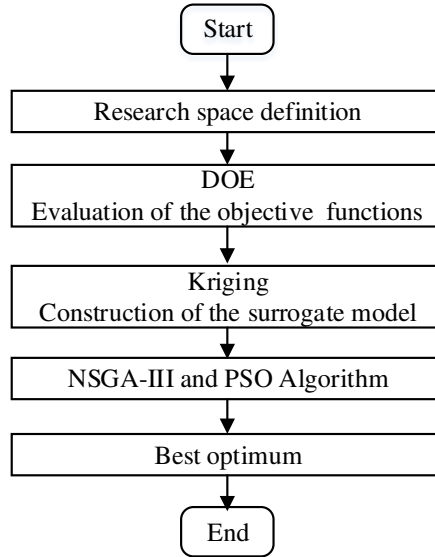 Start
Research space definition
DOE
Evaluation of the objective functions
Kriging
Construction of the surrogate model
NSGA-III and PSO Algorithm
Best optimum
End